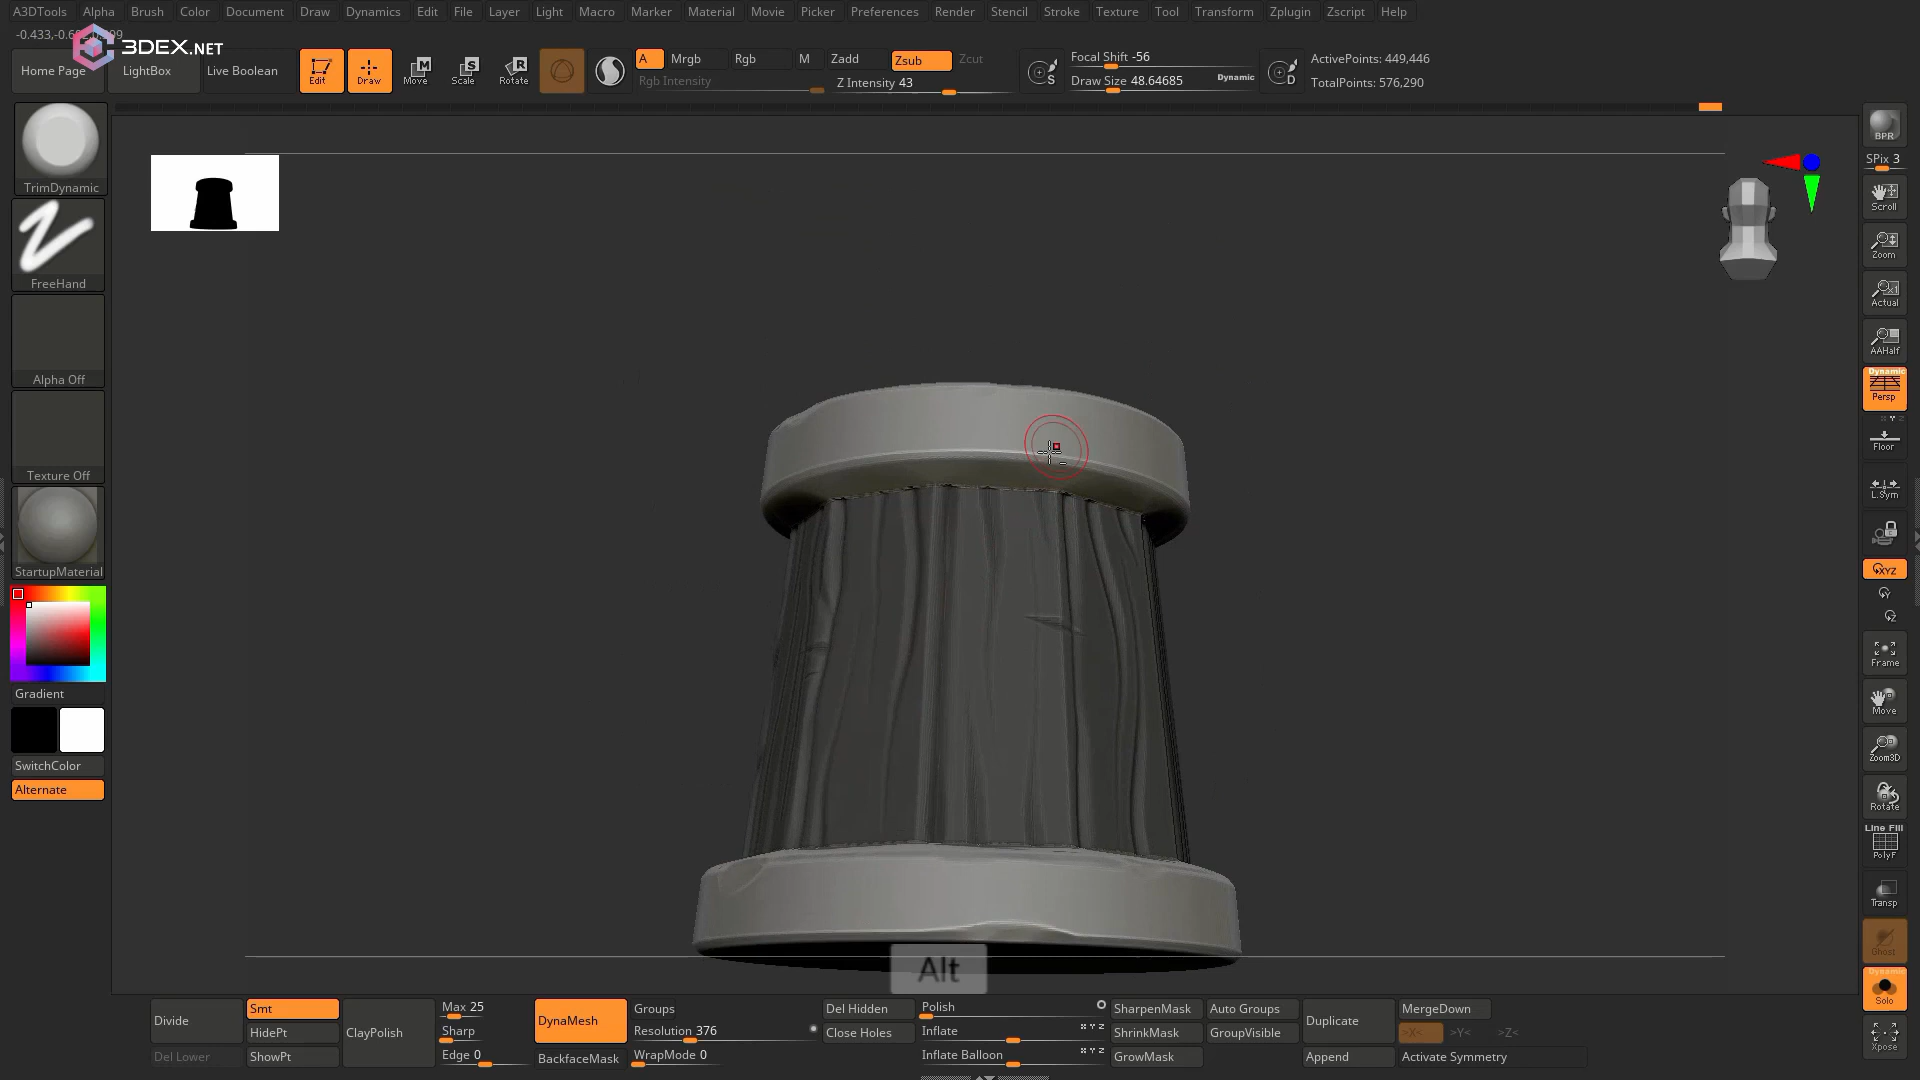 A3DTools Alpha Brush Color Document Draw Dynamics Edit File Layer Light Macro Marker Material Movie Picker Preferences Render Stencil Stroke Texture Tool Transform Zplugin Zscript Help
3DEX.NET
Home Page LightBox Live Boolean Edit Draw Move Scale Rotate
A Mrgb Rgb M Zadd Zsub Zcut
Rgb Intensity Z Intensity 43
Focal Shift -56
Draw Size 48.64685 Dynamic
ActivePoints: 449,446
TotalPoints: 576,290
TrimDynamic
FreeHand
Alpha Off
Texture Off
StartupMaterial
Gradient
SwitchColor
Alternate
BPR
SPix 3
Scroll
Zoom
Actual
AAHalf
Dynamic
Persp
Floor
L.Sym
XYZ
Frame
Move
Zoom3D
Rotate
Line Fill
PolyF
Transp
Ghost
Dynamic
Solo
Xpose
Alt
Divide Smt Max 25 DynaMesh Groups Del Hidden Polish SharpenMask Auto Groups Duplicate MergeDown
HidePt ClayPolish Sharp Resolution 376 Close Holes Inflate ShrinkMask GroupVisible >X< >Y< >Z<
Del Lower ShowPt Edge 0 BackfaceMask WrapMode 0 Inflate Balloon GrowMask Append Activate Symmetry